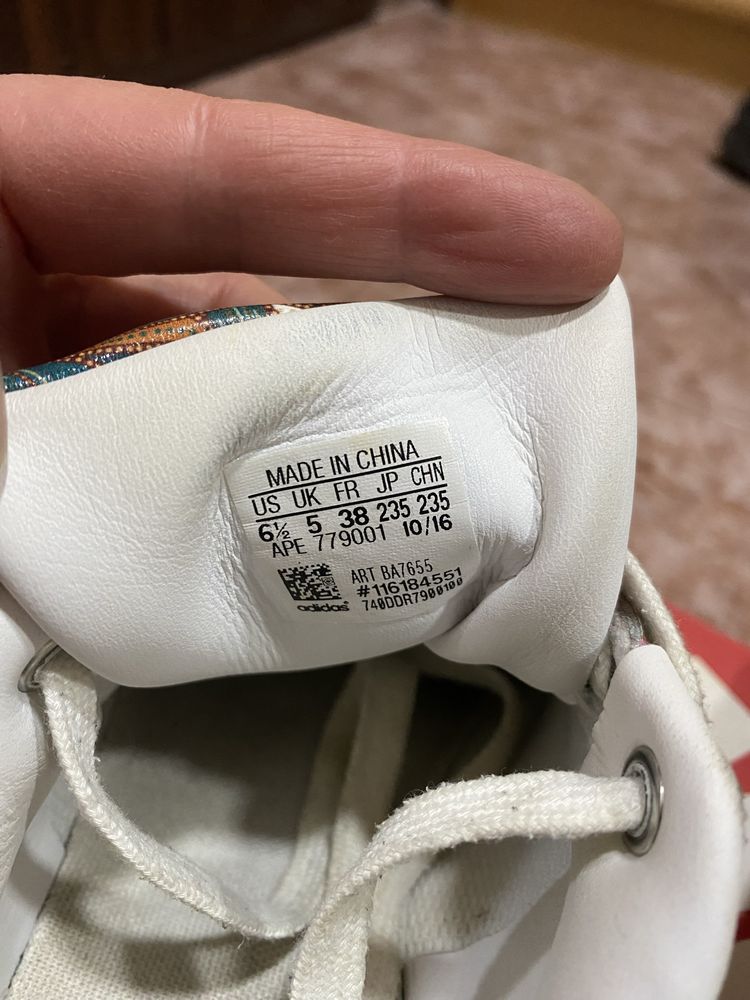 MADE IN CHINA
US UK FR JP CHN
6½ 5 38 235 235
APE 779001 10/16
ART BA7655
#116184551
adidas® 740DDR7900100